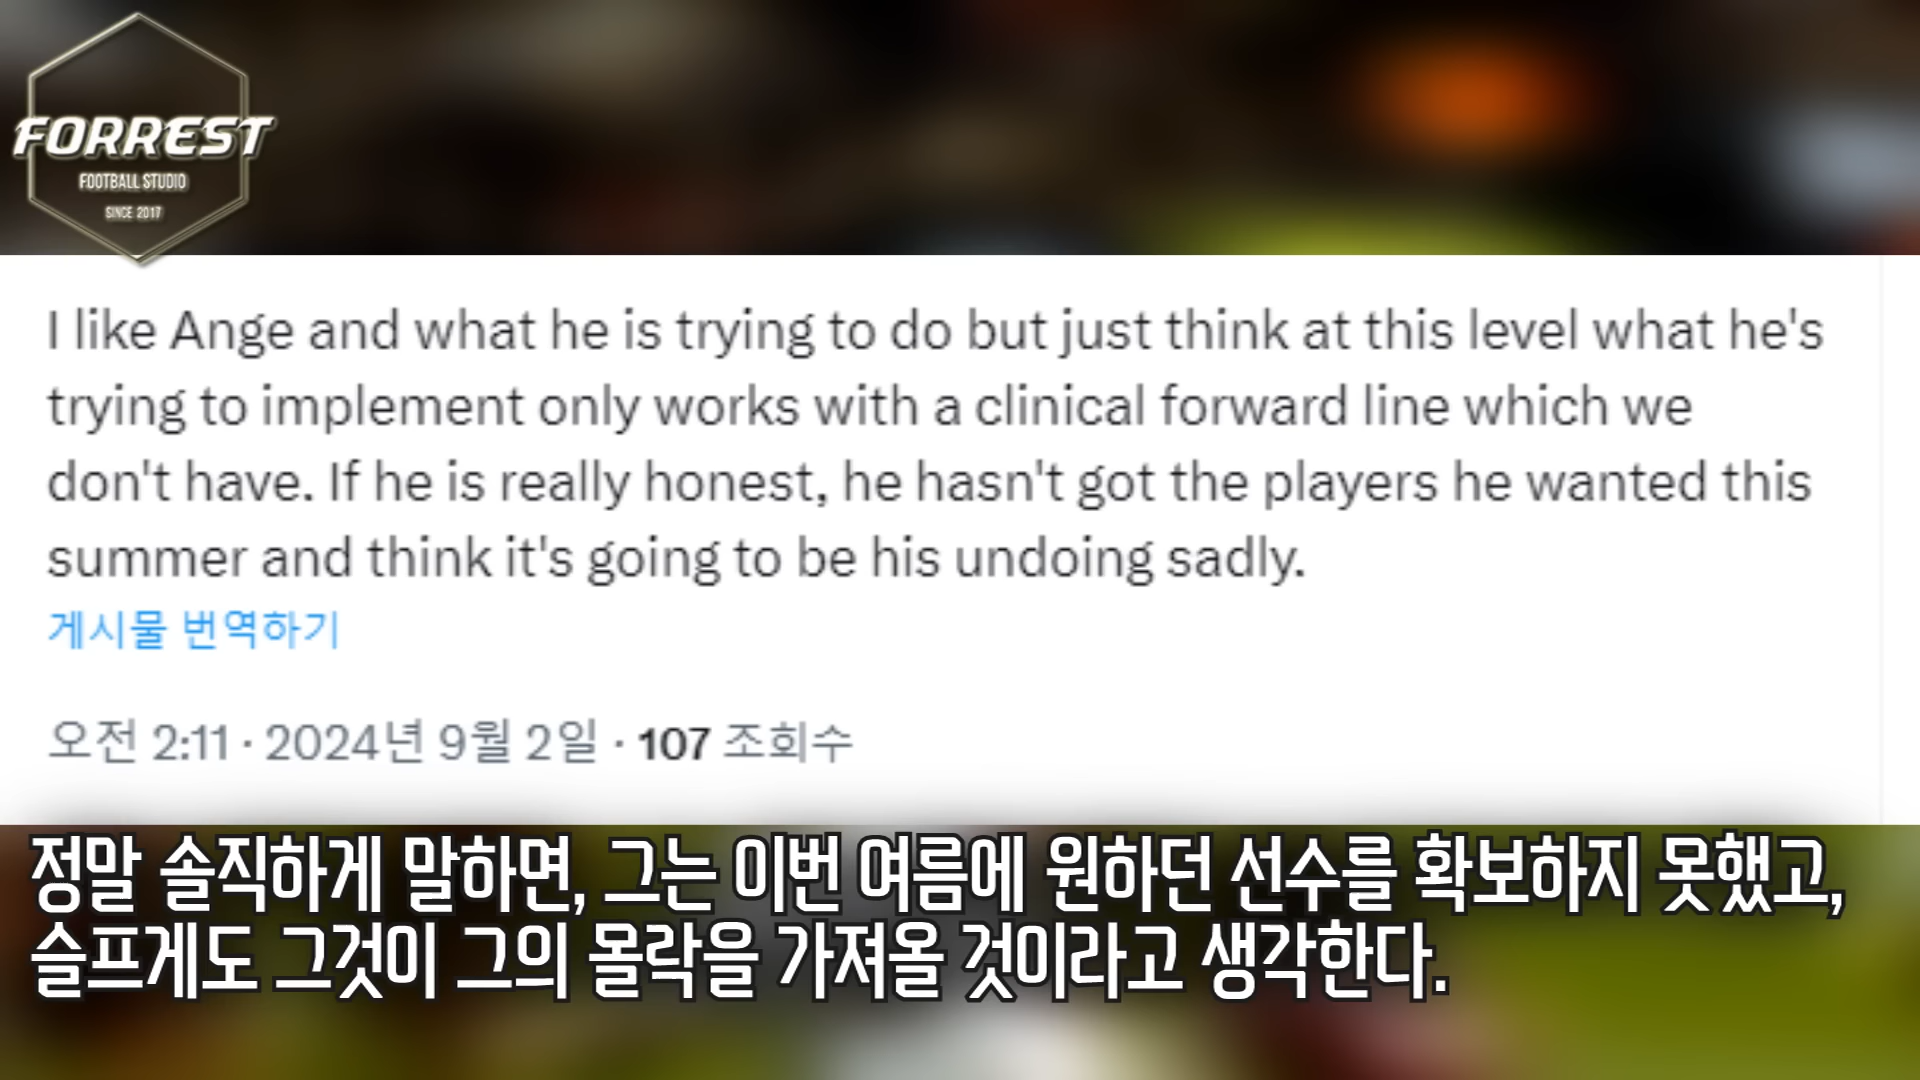 FORREST
FOOTBALL STUDIO
SINCE 2017
I like Ange and what he is trying to do but just think at this level what he's
trying to implement only works with a clinical forward line which we
don't have. If he is really honest, he hasn't got the players he wanted this
summer and think it's going to be his undoing sadly.
게시물 번역하기
오전 2:11 · 2024년 9월 2일 · 107 조회수
정말 솔직하게 말하면, 그는 이번 여름에 원하던 선수를 확보하지 못했고,
슬프게도 그것이 그의 몰락을 가져올 것이라고 생각한다.